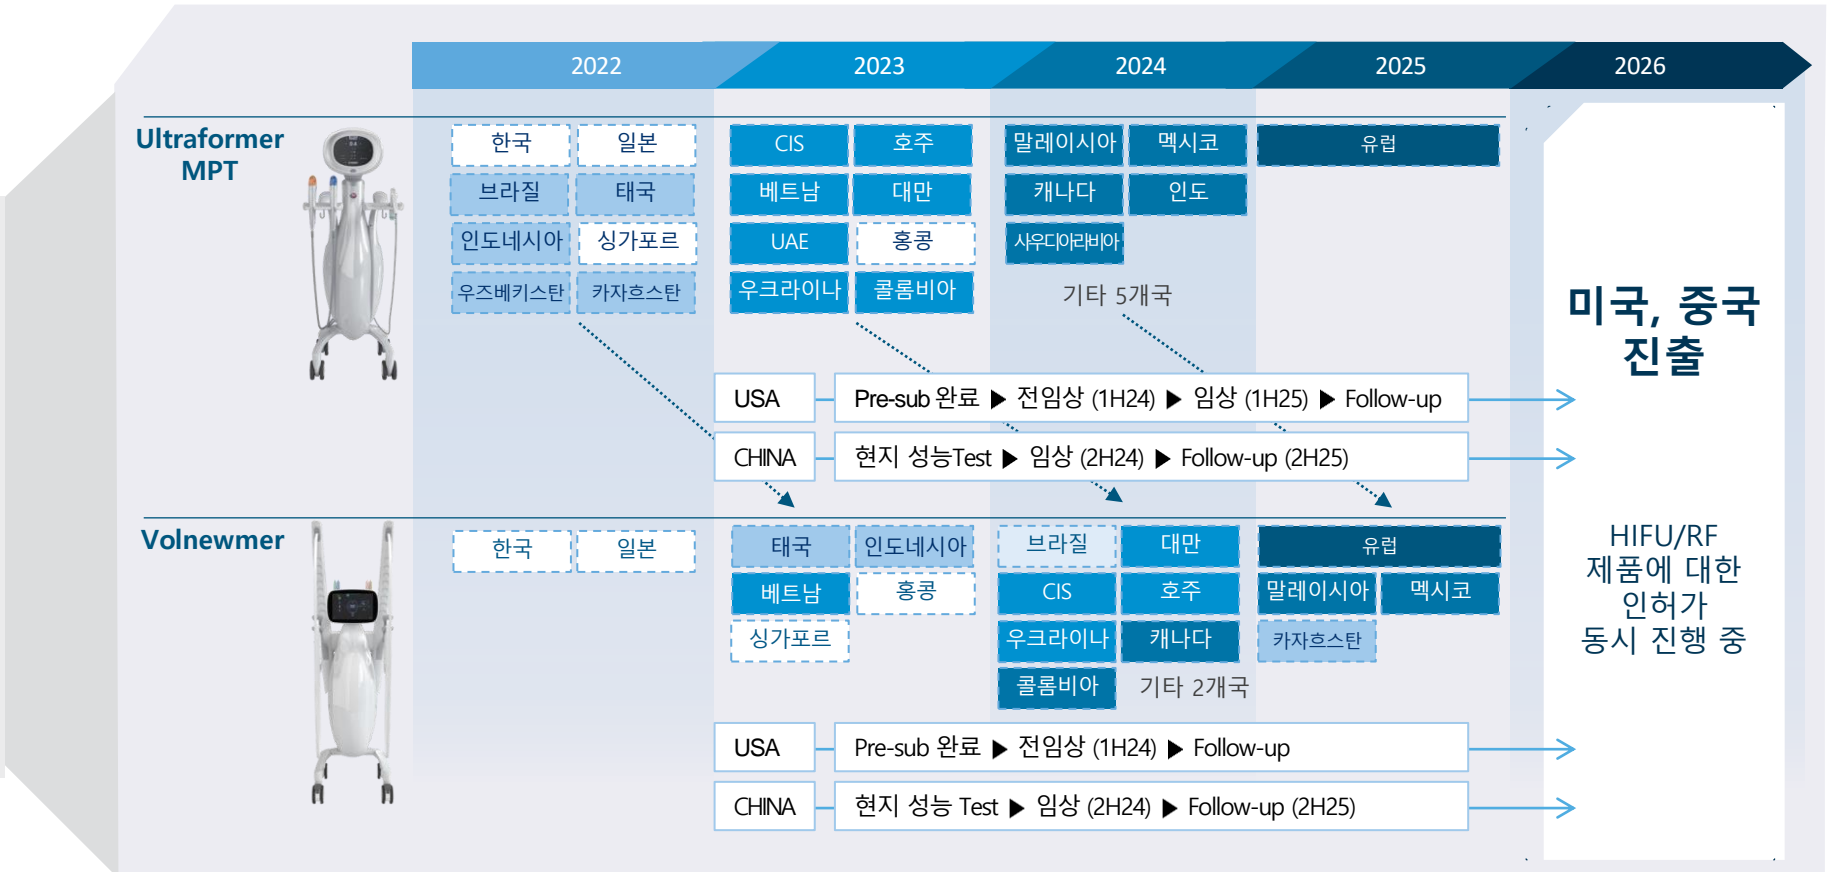 2022 2023 2024 2025 2026
Ultraformer
MPT
한국 일본
브라질 태국
인도네시아 싱가포르
우즈베키스탄 카자흐스탄
CIS 호주
베트남 대만
UAE 홍콩
우크라이나 콜롬비아
말레이시아 멕시코
캐나다 인도
사우디아라비아
기타 5개국
유럽
USA Pre-sub 완료 ▶ 전임상 (1H24) ▶ 임상 (1H25) ▶ Follow-up
CHINA 현지 성능Test ▶ 임상 (2H24) ▶ Follow-up (2H25)
Volnewmer
한국 일본
태국 인도네시아
베트남 홍콩
싱가포르
브라질 대만
CIS 호주
우크라이나 캐나다
콜롬비아 기타 2개국
유럽
말레이시아 멕시코
카자흐스탄
USA Pre-sub 완료 ▶ 전임상 (1H24) ▶ Follow-up
CHINA 현지 성능 Test ▶ 임상 (2H24) ▶ Follow-up (2H25)
미국, 중국
진출
HIFU/RF
제품에 대한
인허가
동시 진행 중